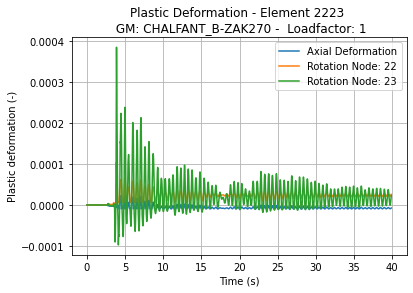 Plastic Deformation - Element 2223
GM: CHALFANT_B-ZAK270 - Loadfactor: 1
Axial Deformation
Rotation Node: 22
Rotation Node: 23
Plastic deformation (-)
0.0004
0.0003
0.0002
0.0001
0.0000
−0.0001
0 5 10 15 20 25 30 35 40
Time (s)